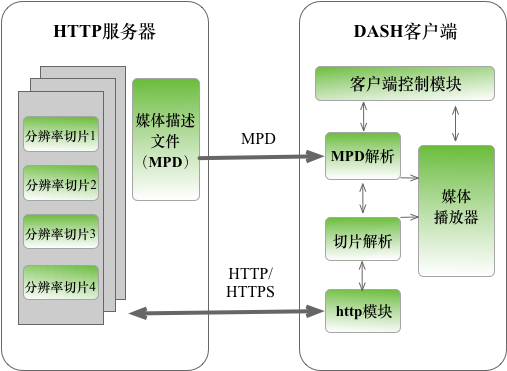 HTTP服务器
分辨率切片1
分辨率切片2
分辨率切片3
分辨率切片4
媒体描述
文件
（MPD）
MPD
HTTP/
HTTPS
DASH客户端
客户端控制模块
MPD解析
切片解析
http模块
媒体
播放器